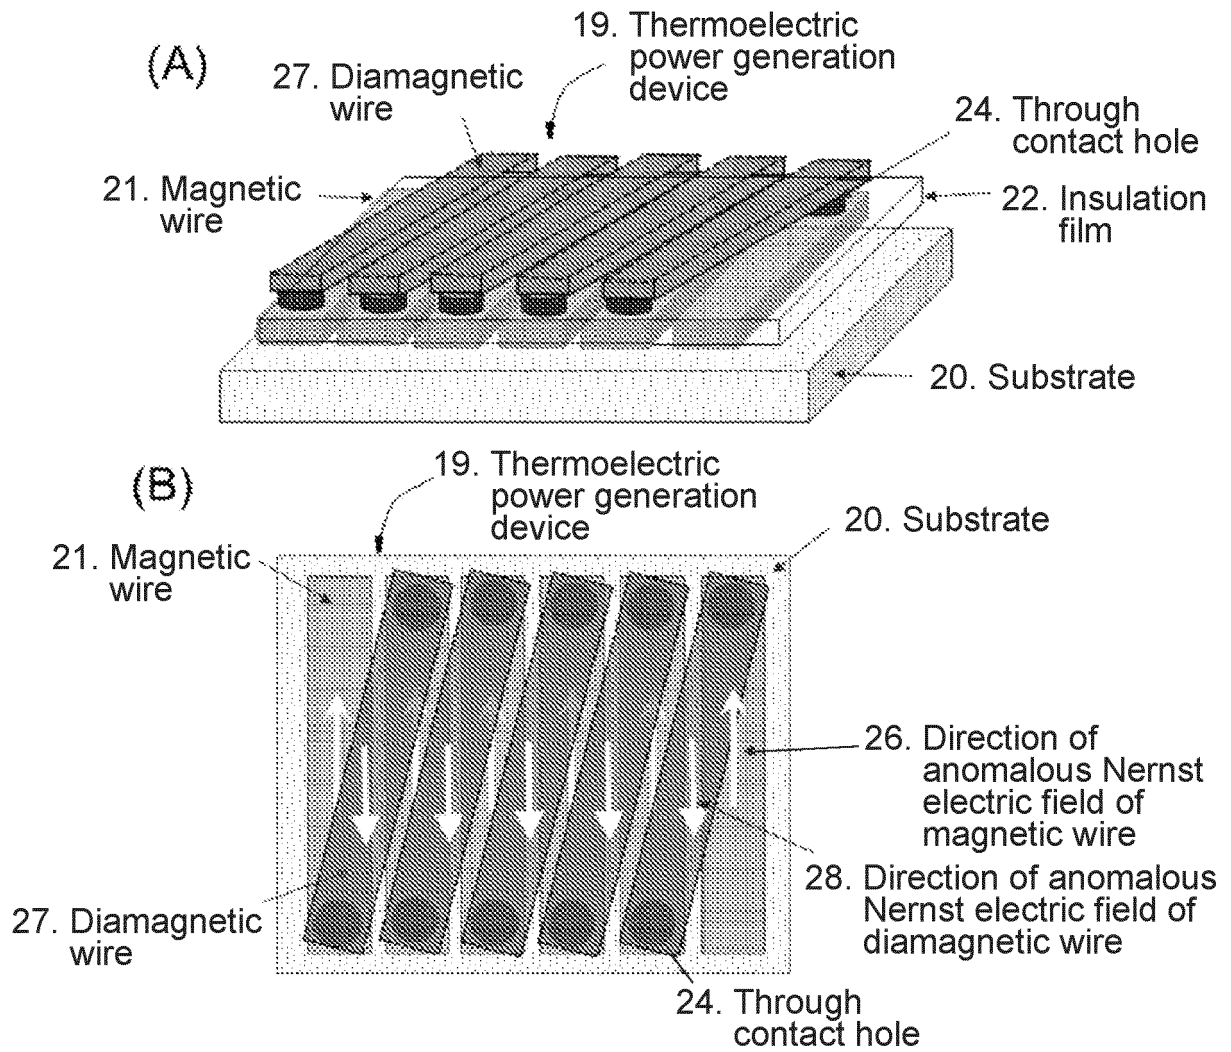 (A)
19. Thermoelectric
power generation
device
27. Diamagnetic
wire
24. Through
contact hole
21. Magnetic
wire
22. Insulation
film
20. Substrate
(B)
19. Thermoelectric
power generation
device
20. Substrate
21. Magnetic
wire
26. Direction of
anomalous Nernst
electric field of
magnetic wire
28. Direction of anomalous
Nernst electric field of
diamagnetic wire
27. Diamagnetic
wire
24. Through
contact hole